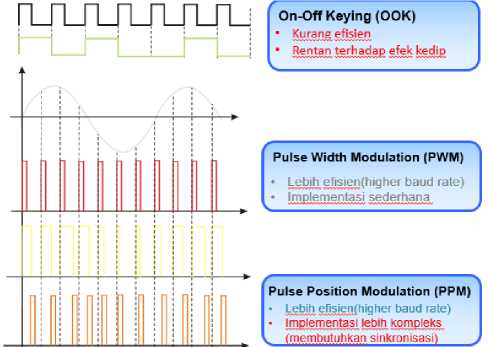 On-Off Keying (OOK)
• Kurang efisien
• Rentan terhadap efek kedip
Pulse Width Modulation (PWM)
• Lebih efisien(higher baud rate)
• Implementasi sederhana
Pulse Position Modulation (PPM)
• Lebih efisien(higher baud rate)
• Implementasi lebih kompleks
(membutuhkan sinkronisasi)